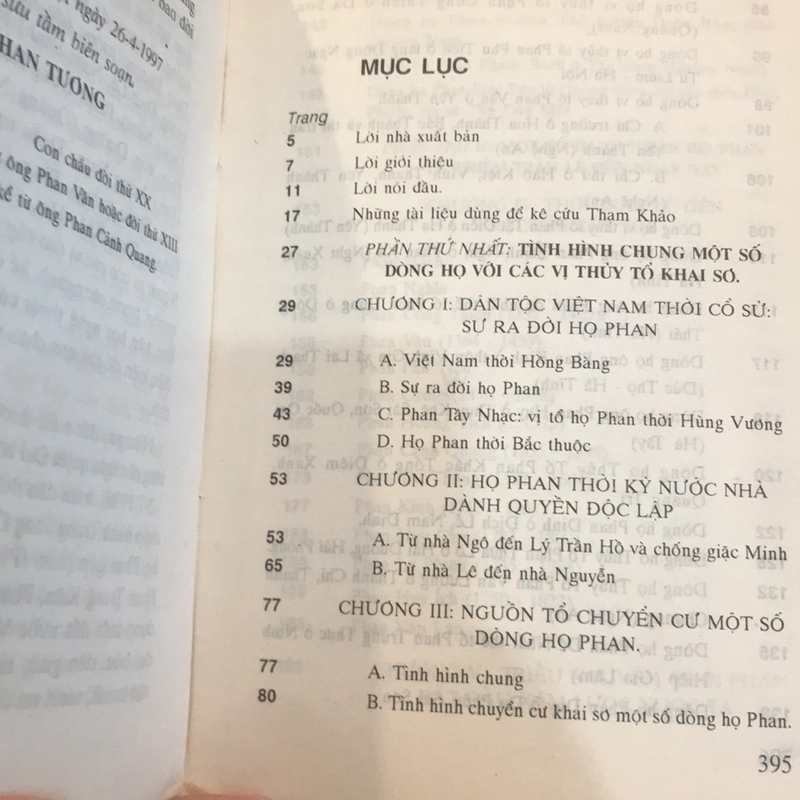 ngày 26-4-1997
sưu tầm biên soạn.
PHAN TƯƠNG
Con cháu đời thứ XX
ông Phan Vân hoặc đời thứ XIII
kể từ ông Phan Cảnh Quang.
MỤC LỤC
Trang
5 Lời nhà xuất bản
7 Lời giới thiệu
11 Lời nói đầu.
17 Những tài liệu dùng để kê cứu Tham Khảo
27 PHẦN THỨ NHẤT: TÌNH HÌNH CHUNG MỘT SỐ
DÒNG HỌ VỚI CÁC VỊ THỦY TỔ KHAI SƠ.
29 CHƯƠNG I: DÂN TỘC VIỆT NAM THỜI CỔ SỬ:
SỰ RA ĐỜI HỌ PHAN
29 A. Việt Nam thời Hồng Bàng
39 B. Sự ra đời họ Phan
43 C. Phan Tây Nhạc: vị tổ họ Phan thời Hùng Vương
50 D. Họ Phan thời Bắc thuộc
53 CHƯƠNG II: HỌ PHAN THỜI KỲ NƯỚC NHÀ
DÀNH QUYỀN ĐỘC LẬP
53 A. Từ nhà Ngô đến Lý Trần Hồ và chống giặc Minh
65 B. Từ nhà Lê đến nhà Nguyễn
77 CHƯƠNG III: NGUỒN TỔ CHUYỂN CƯ MỘT SỐ
DÒNG HỌ PHAN.
77 A. Tình hình chung
80 B. Tình hình chuyển cư khai sơ một số dòng họ Phan.
395